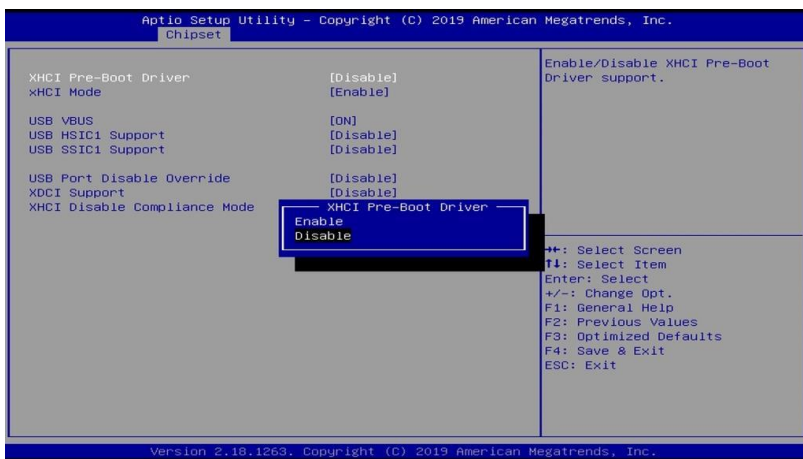 Aptio Setup Utility – Copyright (C) 2019 American Megatrends, Inc.
Chipset
XHCI Pre-Boot Driver [Disable]
xHCI Mode [Enable]
USB VBUS [ON]
USB HSIC1 Support [Disable]
USB SSIC1 Support [Disable]
USB Port Disable Override [Disable]
XDCI Support [Disable]
XHCI Disable Compliance Mode
XHCI Pre-Boot Driver
Enable
Disable
Enable/Disable XHCI Pre-Boot
Driver support.
→←: Select Screen
↑↓: Select Item
Enter: Select
+/-: Change Opt.
F1: General Help
F2: Previous Values
F3: Optimized Defaults
F4: Save & Exit
ESC: Exit
Version 2.18.1263. Copyright (C) 2019 American Megatrends, Inc.